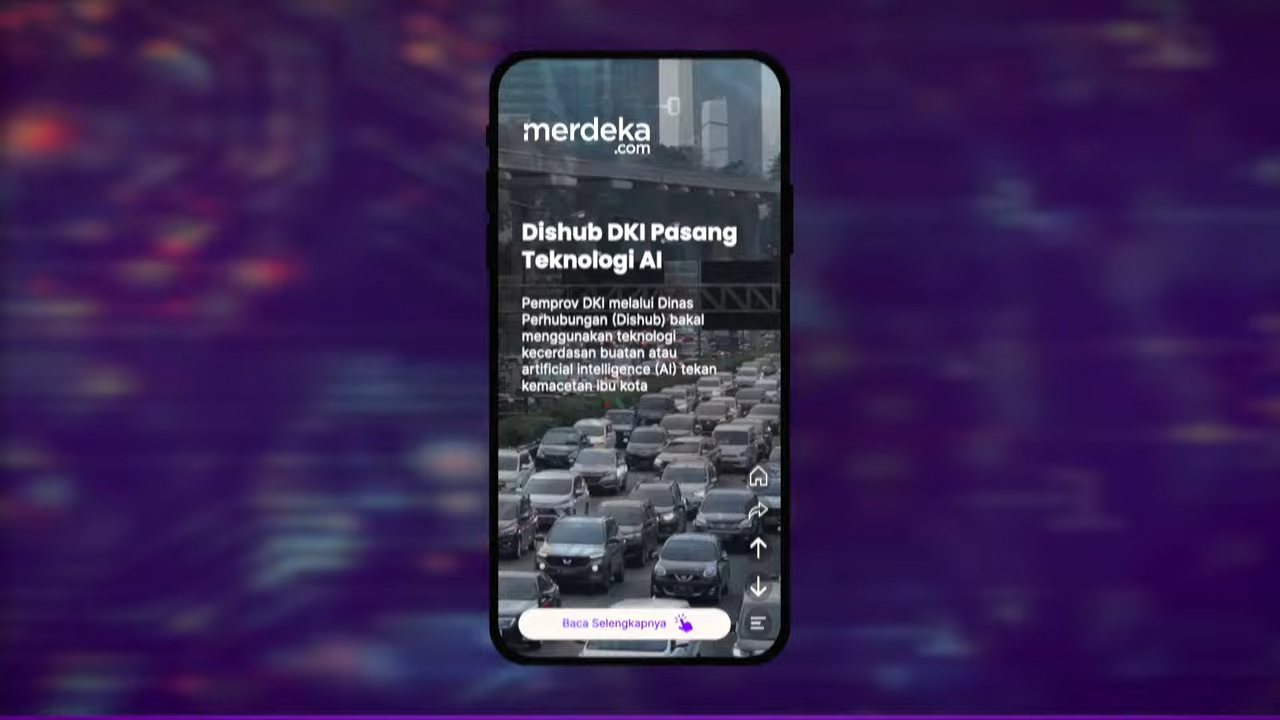 merdeka
.com
Dishub DKI Pasang
Teknologi AI
Pemprov DKI melalui Dinas
Perhubungan (Dishub) bakal
menggunakan teknologi
kecerdasan buatan atau
artificial intelligence (AI) tekan
kemacetan ibu kota
Baca Selengkapnya